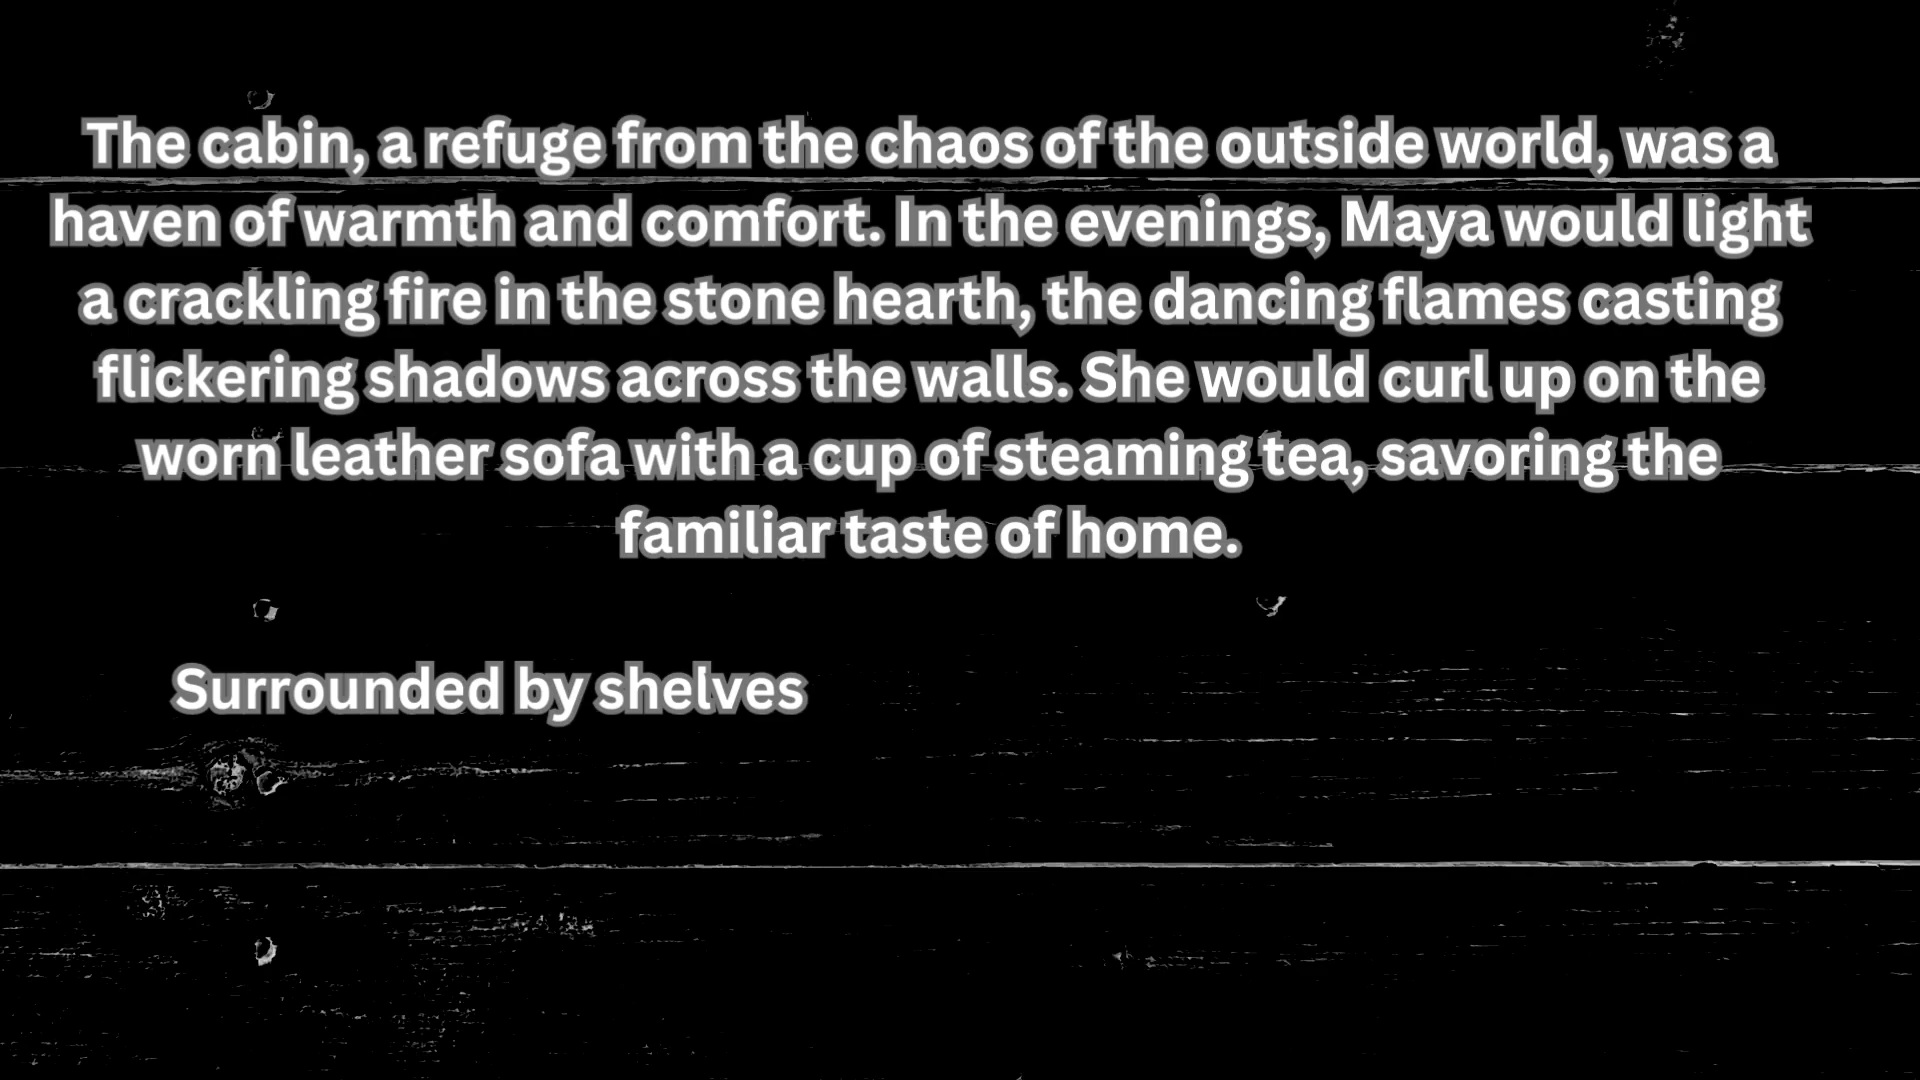 The cabin, a refuge from the chaos of the outside world, was a
haven of warmth and comfort. In the evenings, Maya would light
a crackling fire in the stone hearth, the dancing flames casting
flickering shadows across the walls. She would curl up on the
worn leather sofa with a cup of steaming tea, savoring the
familiar taste of home.
Surrounded by shelves